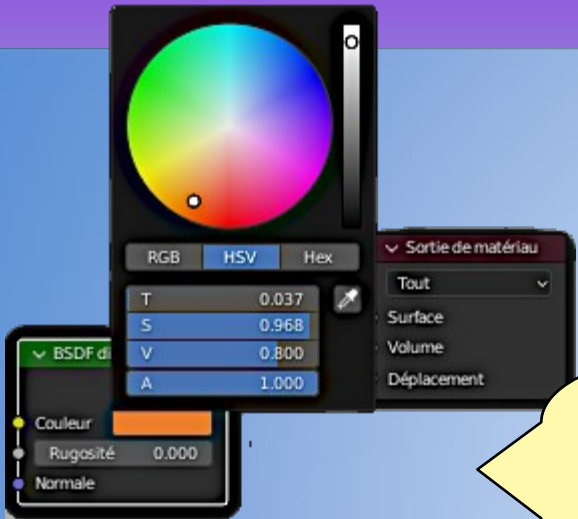 RGB HSV Hex
T 0.037
S 0.968
V 0.800
A 1.000
Sortie de matériau
Tout
Surface
Volume
Déplacement
BSDF di
Couleur
Rugosité 0.000
Normale